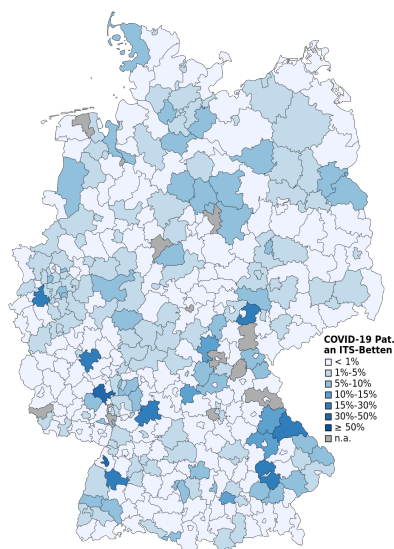 COVID-19 Pat.
an ITS-Betten
< 1%
1%-5%
5%-10%
10%-15%
15%-30%
30%-50%
≥ 50%
n.a.